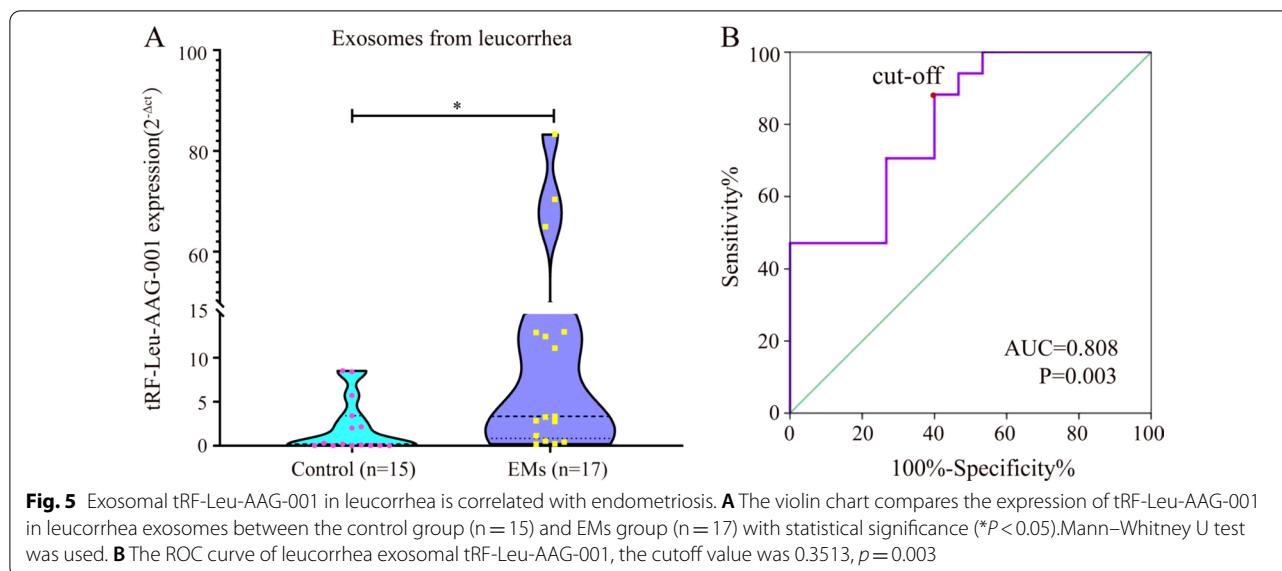 A
Exosomes from leucorrhea
tRF-Leu-AAG-001 expression(2^-Δct)
100
80
60
15
10
5
0
*
Control (n=15)
EMs (n=17)
B
cut-off
Sensitivity%
100
80
60
40
20
0
AUC=0.808
P=0.003
0 20 40 60 80 100
100%-Specificity%
Fig. 5 Exosomal tRF-Leu-AAG-001 in leucorrhea is correlated with endometriosis. A The violin chart compares the expression of tRF-Leu-AAG-001
in leucorrhea exosomes between the control group (n = 15) and EMs group (n = 17) with statistical significance (*P < 0.05).Mann–Whitney U test
was used. B The ROC curve of leucorrhea exosomal tRF-Leu-AAG-001, the cutoff value was 0.3513, p = 0.003